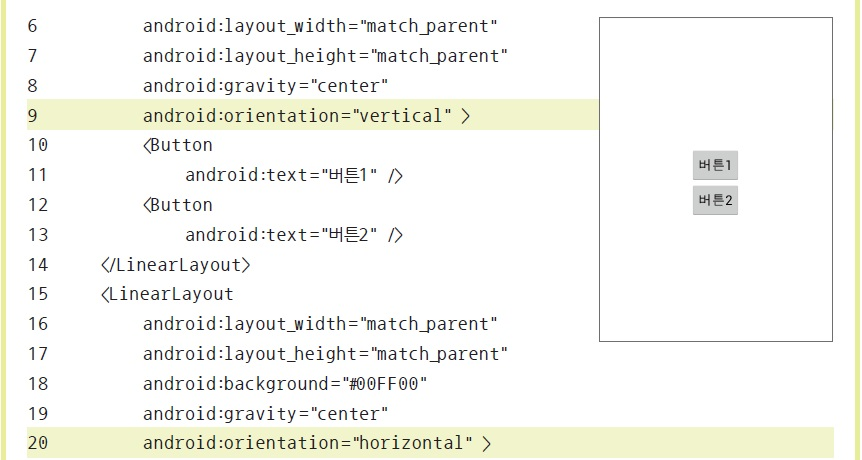 6 android:layout_width="match_parent"
7 android:layout_height="match_parent"
8 android:gravity="center"
9 android:orientation="vertical" >
10 <Button
11 android:text="버튼1" />
12 <Button
13 android:text="버튼2" />
14 </LinearLayout>
15 <LinearLayout
16 android:layout_width="match_parent"
17 android:layout_height="match_parent"
18 android:background="#00FF00"
19 android:gravity="center"
20 android:orientation="horizontal" >
버튼1
버튼2